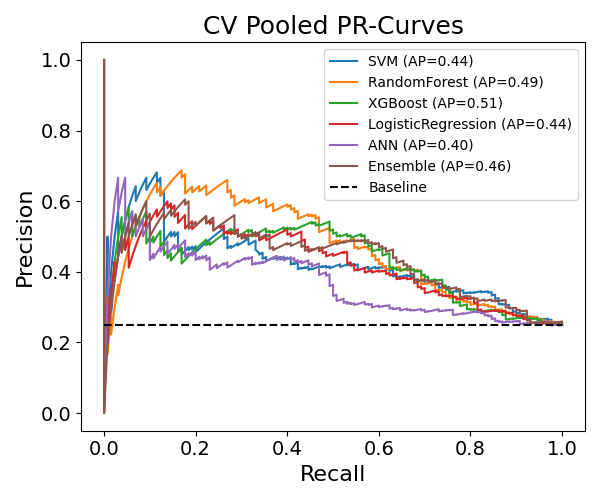 CV Pooled PR-Curves
SVM (AP=0.44)
RandomForest (AP=0.49)
XGBoost (AP=0.51)
LogisticRegression (AP=0.44)
ANN (AP=0.40)
Ensemble (AP=0.46)
Baseline
Precision
1.0
0.8
0.6
0.4
0.2
0.0
0.0 0.2 0.4 0.6 0.8 1.0
Recall